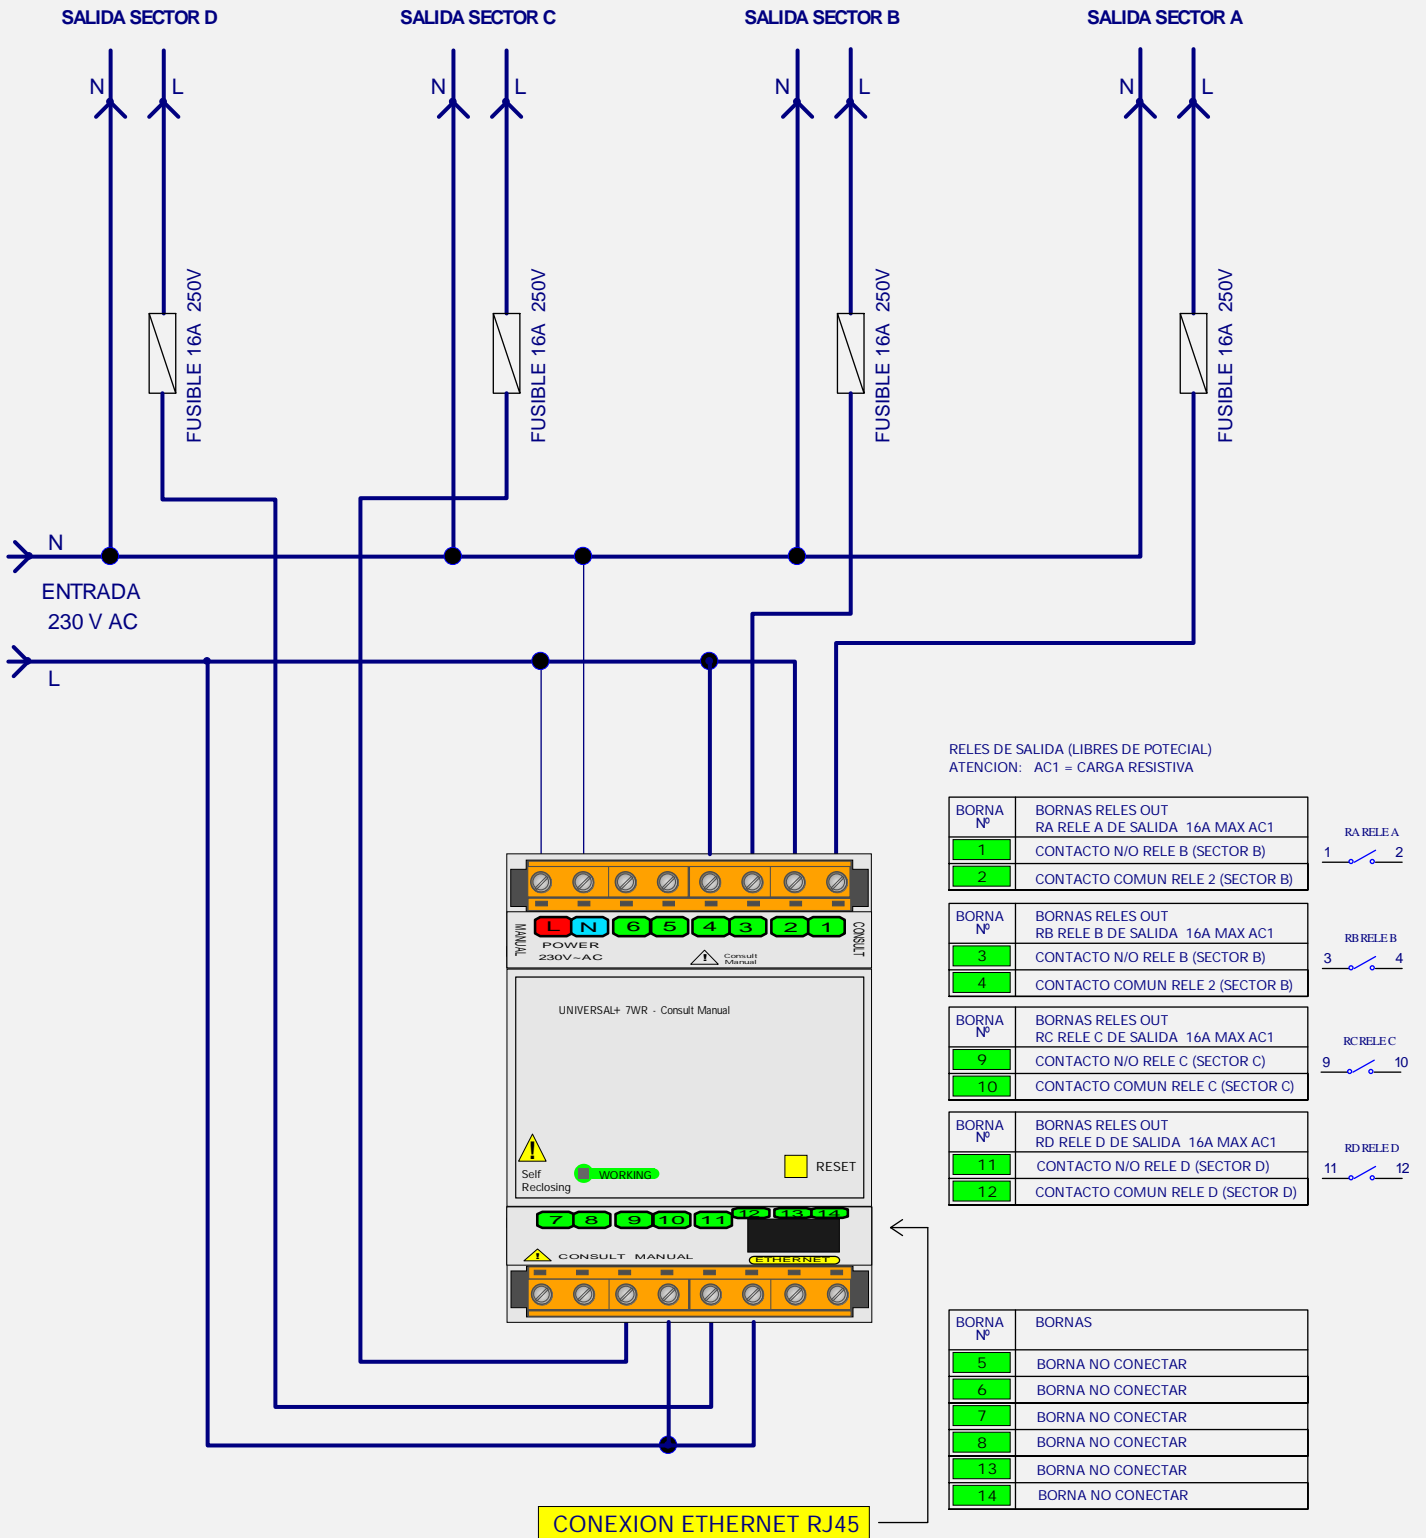 SALIDA SECTOR D
SALIDA SECTOR C
SALIDA SECTOR B
SALIDA SECTOR A
N
L
N
L
N
L
N
L
FUSIBLE 16A 250V
FUSIBLE 16A 250V
FUSIBLE 16A 250V
FUSIBLE 16A 250V
N
ENTRADA
230 V AC
L
RELES DE SALIDA (LIBRES DE POTECIAL)
ATENCION: AC1 = CARGA RESISTIVA
BORNA Nº
BORNAS RELES OUT
RA RELE A DE SALIDA 16A MAX AC1
1 CONTACTO N/O RELE B (SECTOR B)
2 CONTACTO COMUN RELE 2 (SECTOR B)
RA RELE A
1 2
BORNA Nº
BORNAS RELES OUT
RB RELE B DE SALIDA 16A MAX AC1
3 CONTACTO N/O RELE B (SECTOR B)
4 CONTACTO COMUN RELE 2 (SECTOR B)
RB RELE B
3 4
BORNA Nº
BORNAS RELES OUT
RC RELE C DE SALIDA 16A MAX AC1
9 CONTACTO N/O RELE C (SECTOR C)
10 CONTACTO COMUN RELE C (SECTOR C)
RC RELE C
9 10
BORNA Nº
BORNAS RELES OUT
RD RELE D DE SALIDA 16A MAX AC1
11 CONTACTO N/O RELE D (SECTOR D)
12 CONTACTO COMUN RELE D (SECTOR D)
RD RELE D
11 12
MANUAL
L N 6 5 4 3 2 1
CONSULT
POWER
230V~AC
Consult
Manual
UNIVERSAL+ 7WR - Consult Manual
Self
Reclosing
WORKING
RESET
7 8 9 10 11 12 13 14
CONSULT MANUAL
ETHERNET
BORNA Nº
BORNAS
5 BORNA NO CONECTAR
6 BORNA NO CONECTAR
7 BORNA NO CONECTAR
8 BORNA NO CONECTAR
13 BORNA NO CONECTAR
14 BORNA NO CONECTAR
CONEXION ETHERNET RJ45